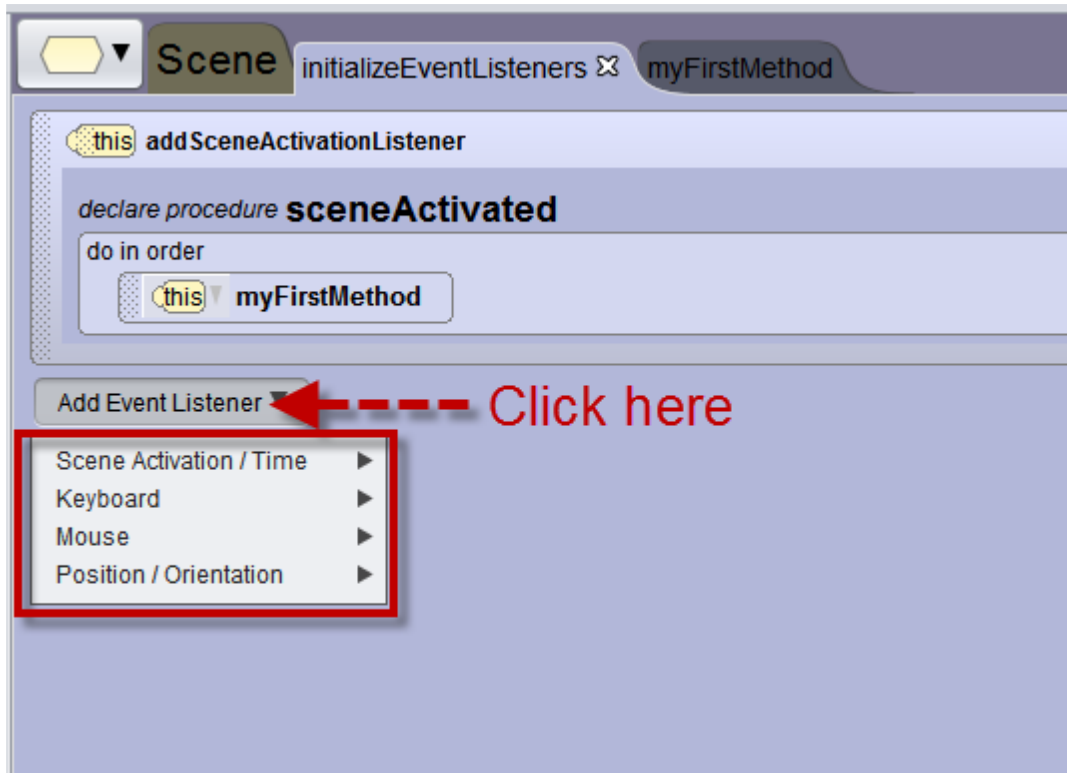 Scene initializeEventListeners myFirstMethod
this addSceneActivationListener
declare procedure sceneActivated
do in order
this myFirstMethod
Add Event Listener Click here
Scene Activation / Time
Keyboard
Mouse
Position / Orientation